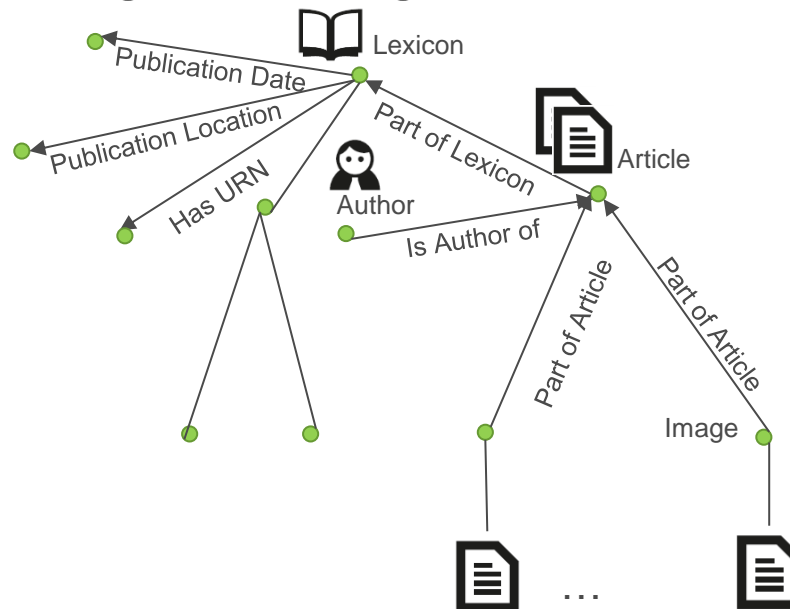 Lexicon
Publication Date
Publication Location
Part of Lexicon
Article
Has URN
Author
Is Author of
Part of Article
Part of Article
Image
...